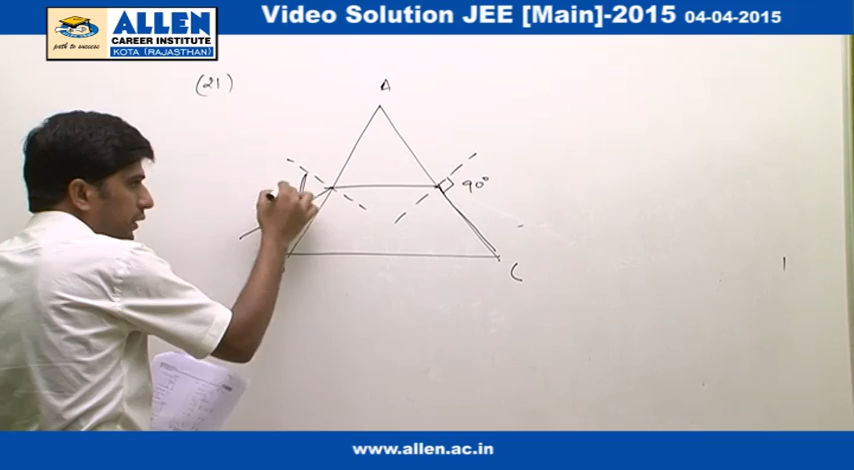 Video Solution JEE [Main]-2015 04-04-2015
path to success
ALLEN
CAREER INSTITUTE
KOTA (RAJASTHAN)
(21)
A
90°
C
www.allen.ac.in